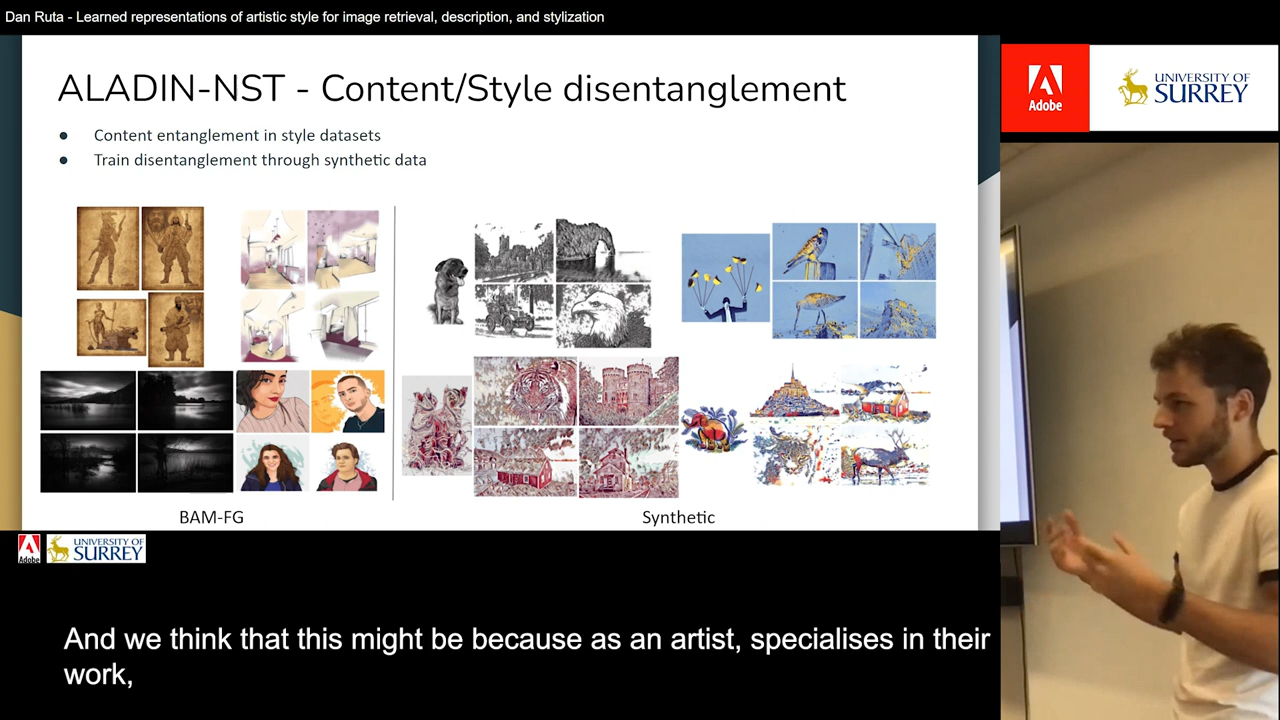 Dan Ruta - Learned representations of artistic style for image retrieval, description, and stylization
ALADIN-NST - Content/Style disentanglement
● Content entanglement in style datasets
● Train disentanglement through synthetic data
BAM-FG
Synthetic
Adobe
UNIVERSITY OF
SURREY
Adobe
UNIVERSITY OF
SURREY
And we think that this might be because as an artist, specialises in their
work,